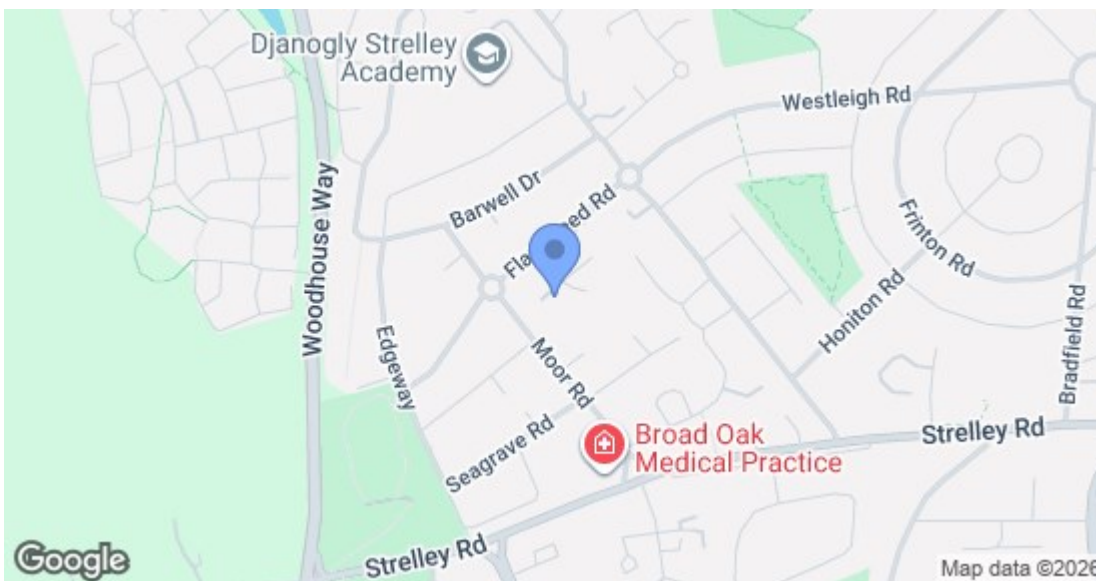 Djanogly Strelley
Academy
Westleigh Rd
Woodhouse Way
Barwell Dr
Frinton Rd
Honiton Rd
Bradfield Rd
Edgeway
Moor Rd
Seagrave Rd
Broad Oak
Medical Practice
Strelley Rd
Strelley Rd
Google
Map data ©2026